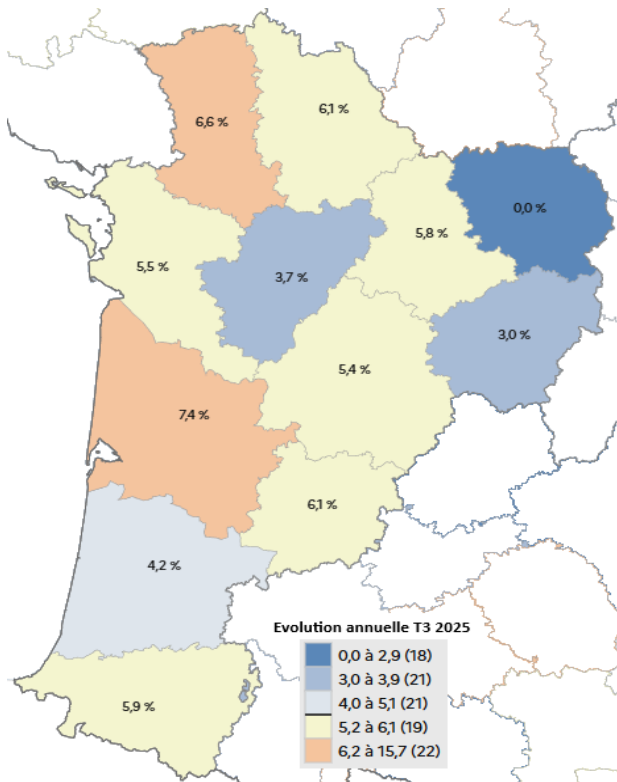 6,1 %
6,6 %
0,0 %
5,8 %
5,5 %
3,7 %
3,0 %
5,4 %
7,4 %
6,1 %
4,2 %
Evolution annuelle T3 2025
0,0 à 2,9 (18)
3,0 à 3,9 (21)
4,0 à 5,1 (21)
5,2 à 6,1 (19)
6,2 à 15,7 (22)
5,9 %